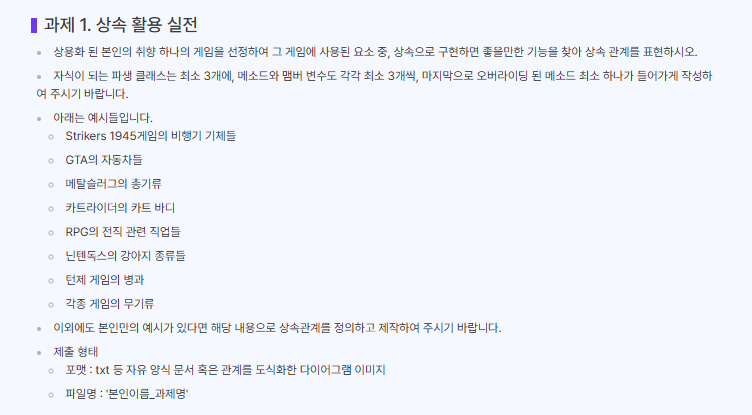 과제 1. 상속 활용 실전
상용화 된 본인의 취향 하나의 게임을 선정하여 그 게임에 사용된 요소 중, 상속으로 구현하면 좋을만한 기능을 찾아 상속 관계를 표현하시오.
자식이 되는 파생 클래스는 최소 3개에, 메소드와 맴버 변수도 각각 최소 3개씩, 마지막으로 오버라이딩 된 메소드 최소 하나가 들어가게 작성하
여 주시기 바랍니다.
아래는 예시들입니다.
Strikers 1945게임의 비행기 기체들
GTA의 자동차들
메탈슬러그의 총기류
카트라이더의 카트 바디
RPG의 전직 관련 직업들
닌텐독스의 강아지 종류들
턴제 게임의 병과
각종 게임의 무기류
이외에도 본인만의 예시가 있다면 해당 내용으로 상속관계를 정의하고 제작하여 주시기 바랍니다.
제출 형태
포맷 : txt 등 자유 양식 문서 혹은 관계를 도식화한 다이어그램 이미지
파일명 : '본인이름_과제명'